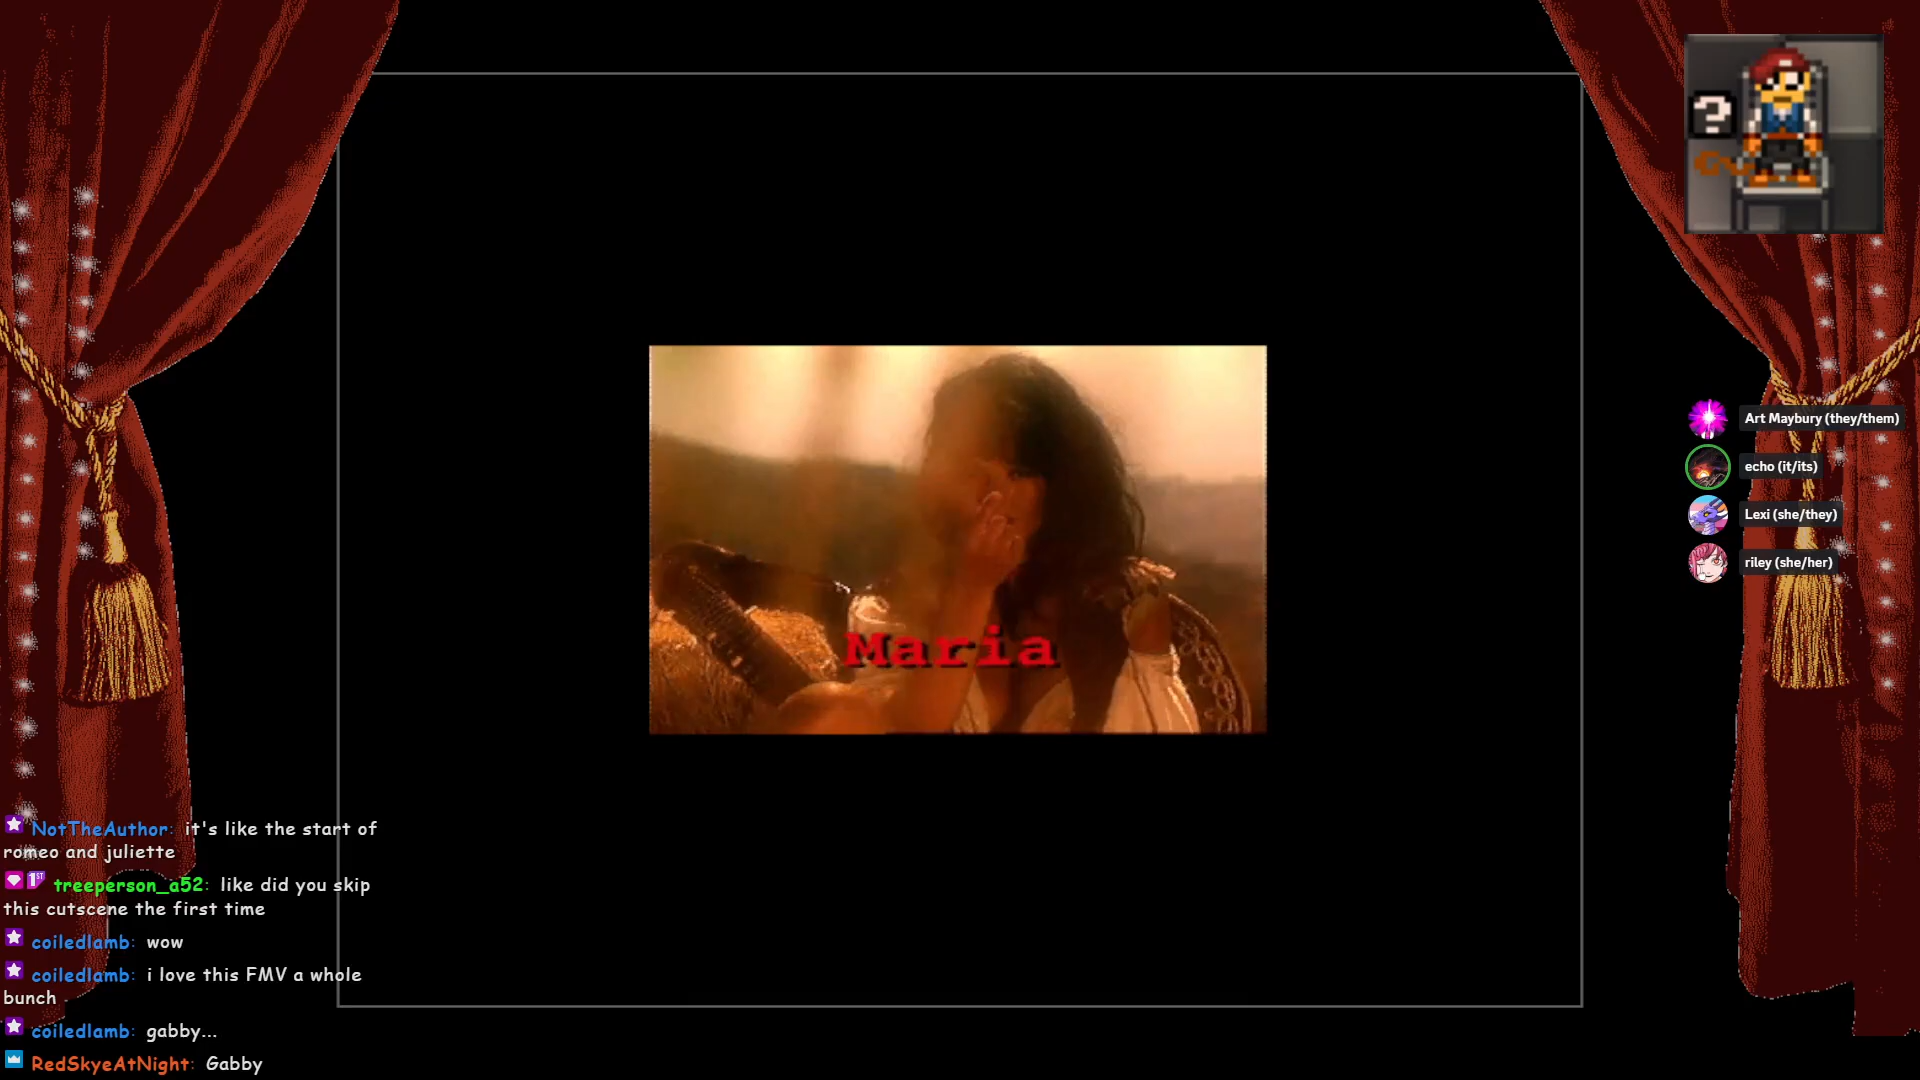 ?
Maria
Art Maybury (they/them)
echo (it/its)
Lexi (she/they)
riley (she/her)
NotTheAuthor: it's like the start of
romeo and juliette
1ST treeperson_a52: like did you skip
this cutscene the first time
coiledlamb: wow
coiledlamb: i love this FMV a whole
bunch
coiledlamb: gabby...
RedSkyeAtNight: Gabby